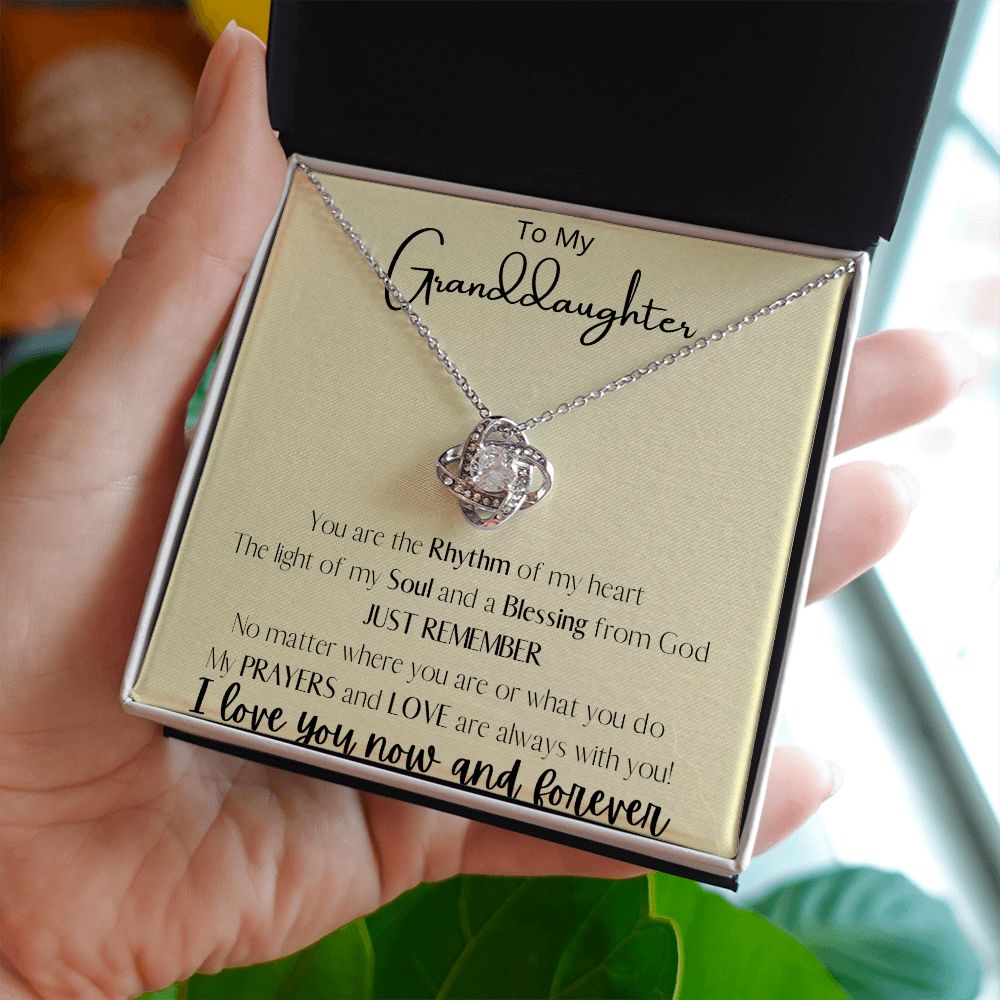 To My
Granddaughter
You are the Rhythm of my heart
The light of my Soul and a Blessing from God
JUST REMEMBER
No matter where you are or what you do
My PRAYERS and LOVE are always with you!
I love you now and forever